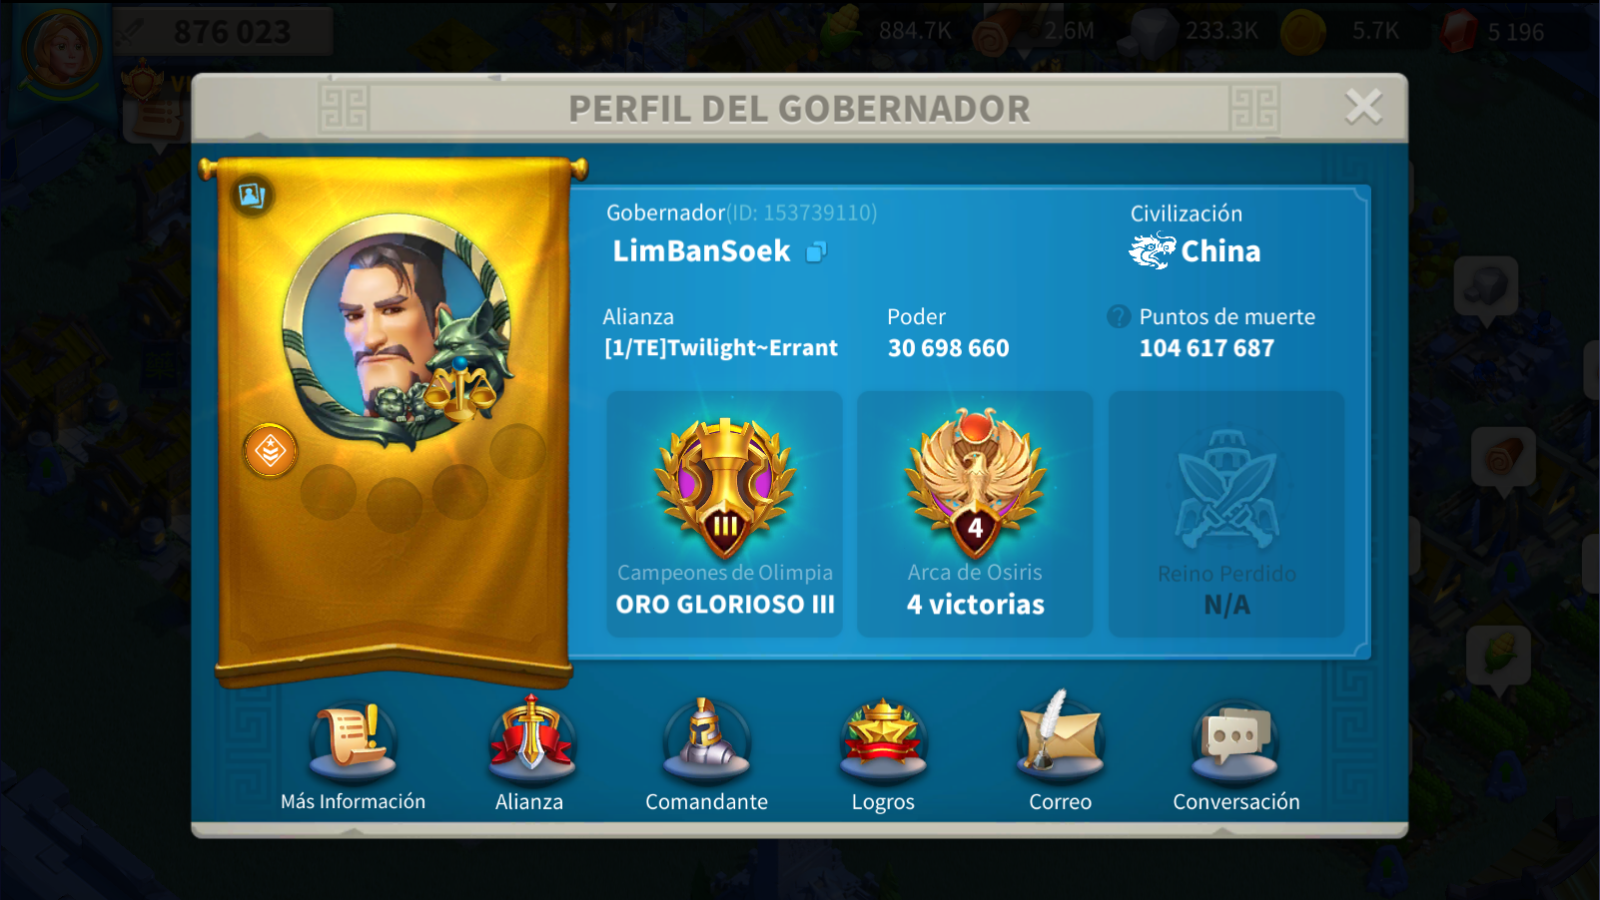 876 023
884.7K
2.6M
233.3K
5.7K
5 196
PERFIL DEL GOBERNADOR
Gobernador(ID: 153739110)
LimBanSoek
Civilización
China
Alianza
[1/TE]Twilight~Errant
Poder
30 698 660
? Puntos de muerte
104 617 687
III
Campeones de Olimpia
ORO GLORIOSO III
4
Arca de Osiris
4 victorias
Reino Perdido
N/A
Más Información
Alianza
Comandante
Logros
Correo
Conversación